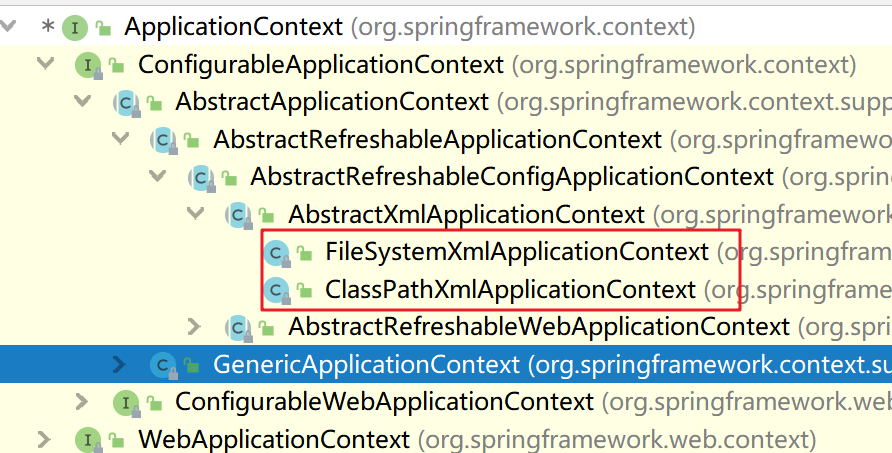 * I ApplicationContext (org.springframework.context)
I ConfigurableApplicationContext (org.springframework.context)
C AbstractApplicationContext (org.springframework.context.supp
C AbstractRefreshableApplicationContext (org.springframewo
C AbstractRefreshableConfigApplicationContext (org.sprin
C AbstractXmlApplicationContext (org.springframework
C FileSystemXmlApplicationContext (org.springfram
C ClassPathXmlApplicationContext (org.springframe
C AbstractRefreshableWebApplicationContext (org.spri
C GenericApplicationContext (org.springframework.context.su
I ConfigurableWebApplicationContext (org.springframework.web
I WebApplicationContext (org.springframework.web.context)